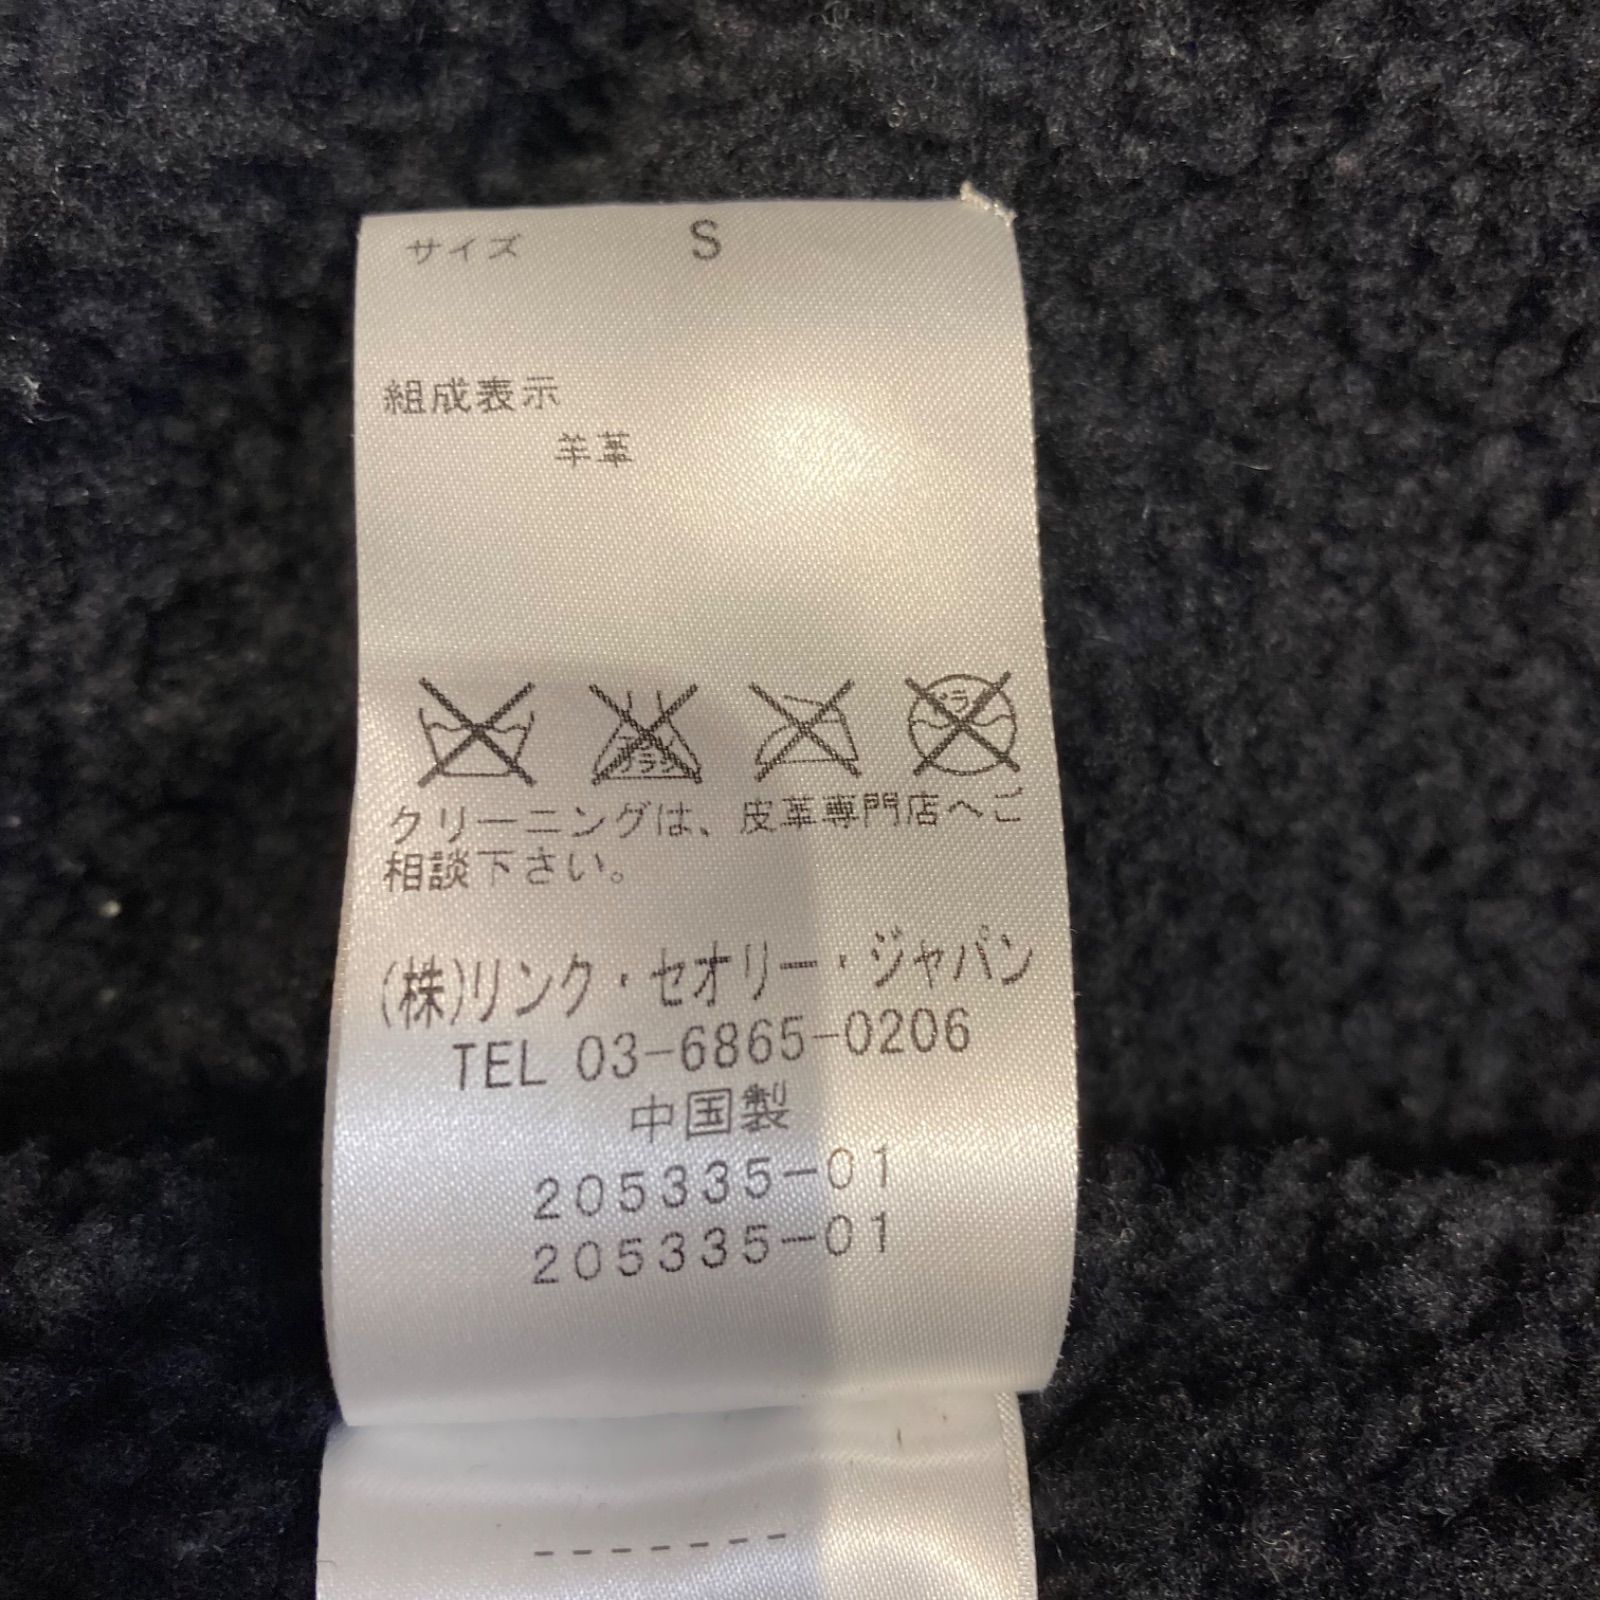 サイズ S
組成表示
羊革
クリーニングは、皮革専門店へご
相談下さい。
(株)リンク・セオリー・ジャパン
TEL 03-6865-0206
中国製
205335-01
205335-01
-------